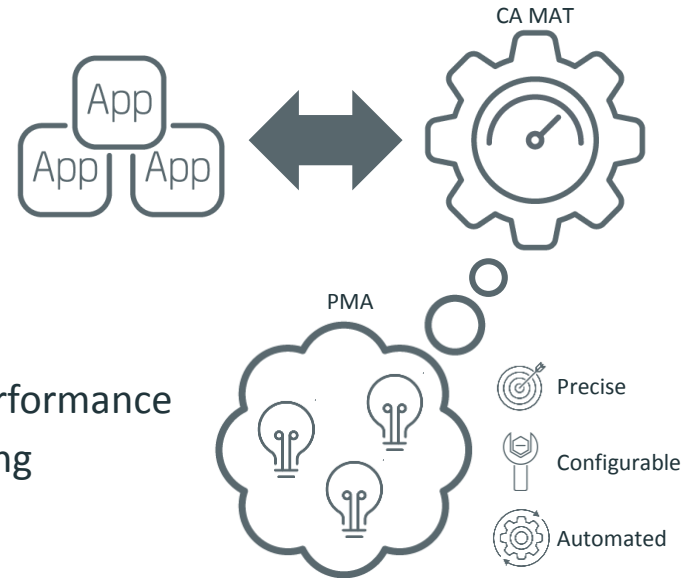 CA MAT
App
App
App
PMA
rformance
ng
Precise
Configurable
Automated